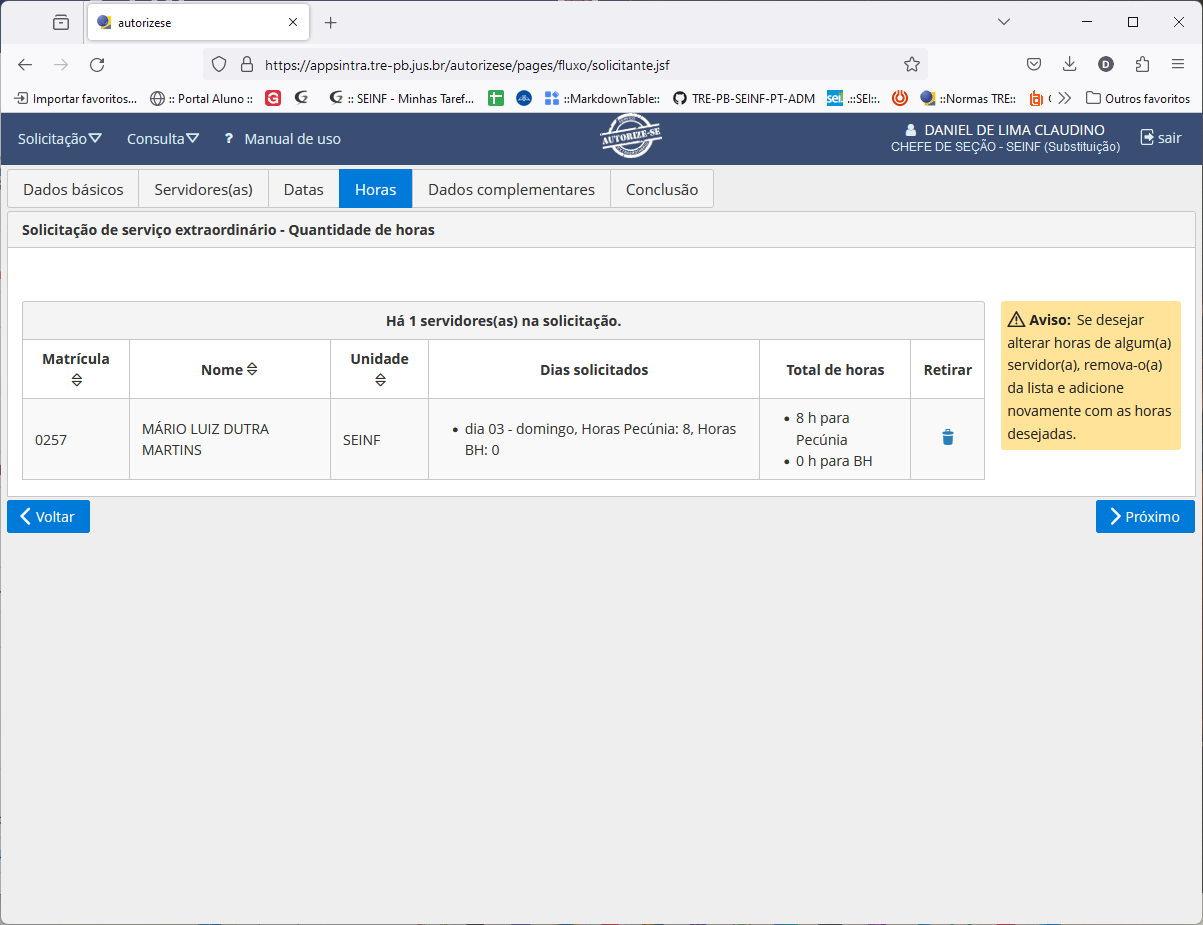 autorizese
https://appsintra.tre-pb.jus.br/autorizese/pages/fluxo/solicitante.jsf
D
Importar favoritos...
:: Portal Aluno ::
:: SEINF - Minhas Taref...
::MarkdownTable::
TRE-PB-SEINF-PT-ADM
.::SEI::.
::Normas TRE::
Outros favoritos
Solicitação
Consulta
? Manual de uso
AUTORIZE-SE
DANIEL DE LIMA CLAUDINO
CHEFE DE SEÇÃO - SEINF (Substituição)
sair
Dados básicos
Servidores(as)
Datas
Horas
Dados complementares
Conclusão
Solicitação de serviço extraordinário - Quantidade de horas
Há 1 servidores(as) na solicitação.
Matrícula
Nome
Unidade
Dias solicitados
Total de horas
Retirar
0257
MÁRIO LUIZ DUTRA
MARTINS
SEINF
• dia 03 - domingo, Horas Pecúnia: 8, Horas
BH: 0
• 8 h para
Pecúnia
• 0 h para BH
Aviso: Se desejar
alterar horas de algum(a)
servidor(a), remova-o(a)
da lista e adicione
novamente com as horas
desejadas.
Voltar
Próximo